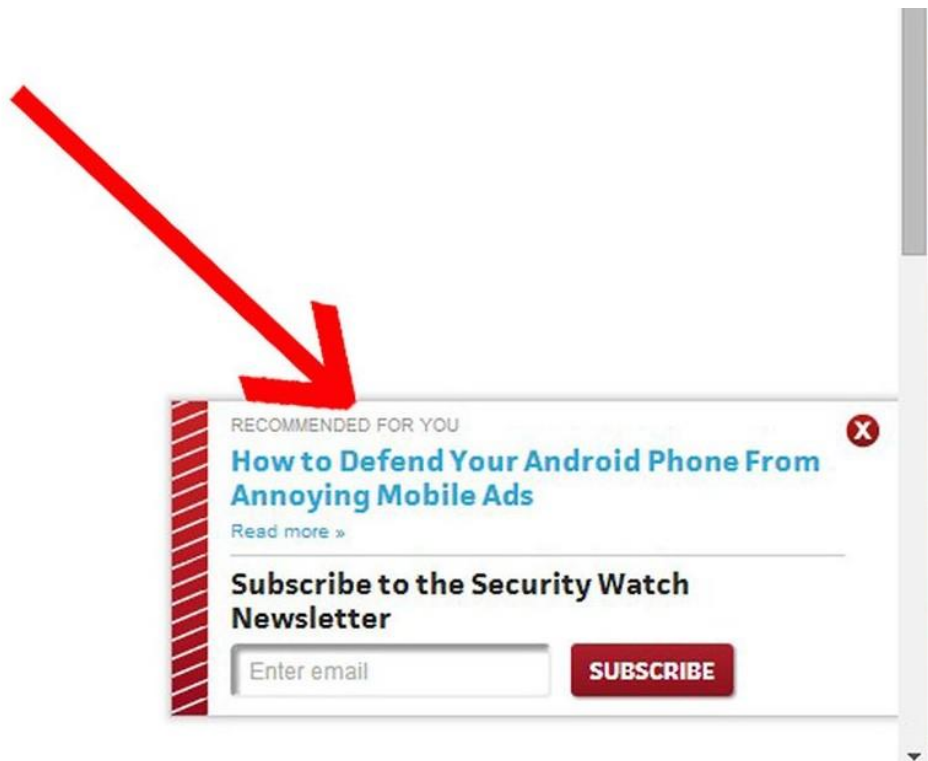 RECOMMENDED FOR YOU
How to Defend Your Android Phone From
Annoying Mobile Ads
Read more »
Subscribe to the Security Watch
Newsletter
Enter email
SUBSCRIBE
X